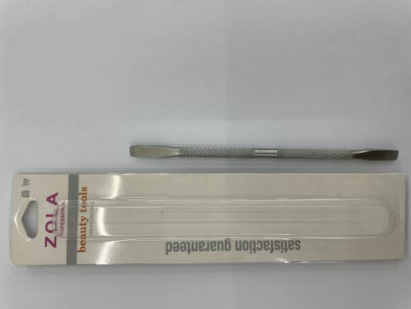 ZOLA
PROFESSIONAL
beauty tools
satisfaction guaranteed